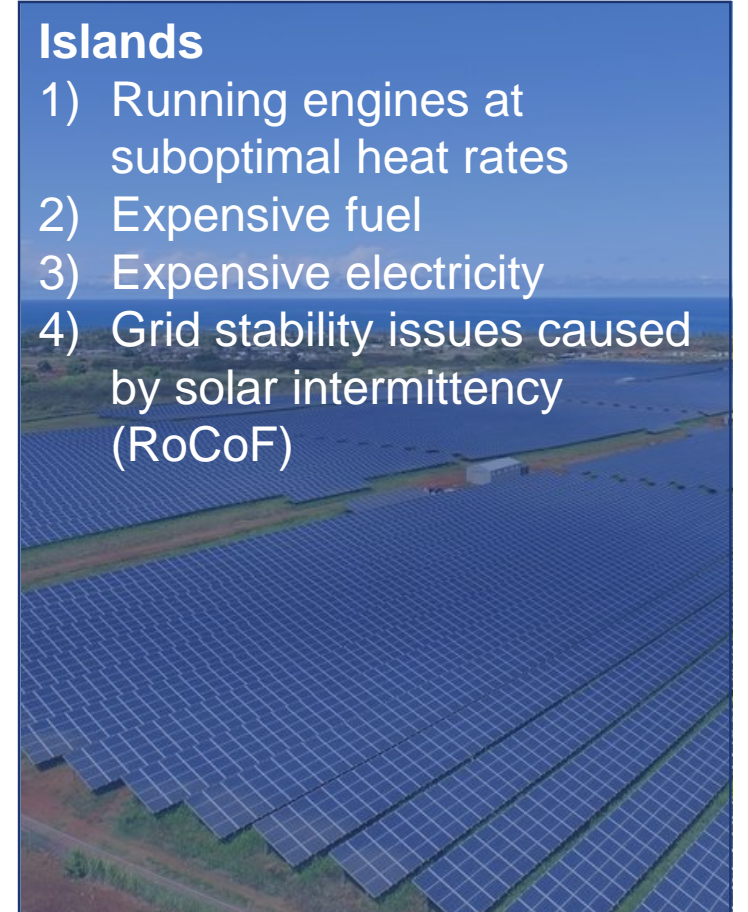 Islands
1) Running engines at
suboptimal heat rates
2) Expensive fuel
3) Expensive electricity
4) Grid stability issues caused
by solar intermittency
(RoCoF)